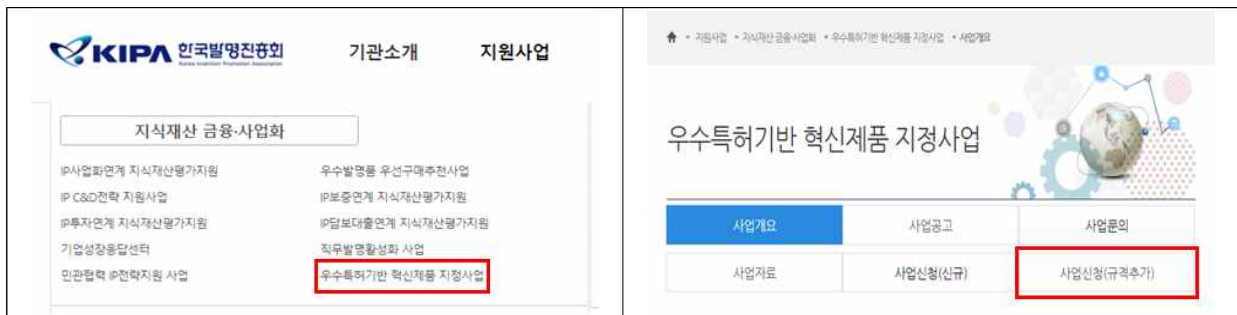 KIPA 한국발명진흥회
Korea Invention Promotion Association
기관소개
지원사업
지식재산 금융·사업화
IP사업화연계 지식재산평가지원
우수발명품 우선구매추천사업
IP C&D전략 지원사업
IP보증연계 지식재산평가지원
IP투자연계 지식재산평가지원
IP담보대출연계 지식재산평가지원
기업성장응답센터
직무발명활성화 사업
민관협력 IP전략지원 사업
우수특허기반 혁신제품 지정사업
• 지원사업 • 지식재산 금융·사업화 • 우수특허기반 혁신제품 지정사업 • 사업개요
우수특허기반 혁신제품 지정사업
사업개요
사업공고
사업문의
사업자료
사업신청(신규)
사업신청(규격추가)